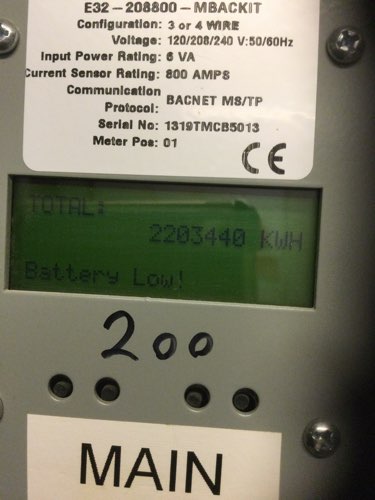 E32-208800-MBACKIT
Configuration: 3 or 4 WIRE
Voltage: 120/208/240 V:50/60Hz
Input Power Rating: 6 VA
Current Sensor Rating: 800 AMPS
Communication
Protocol: BACNET MS/TP
Serial No: 1319TMCB5013
Meter Pos: 01
CE
TOTAL:
2203440 KWH
Battery Low!
200
MAIN